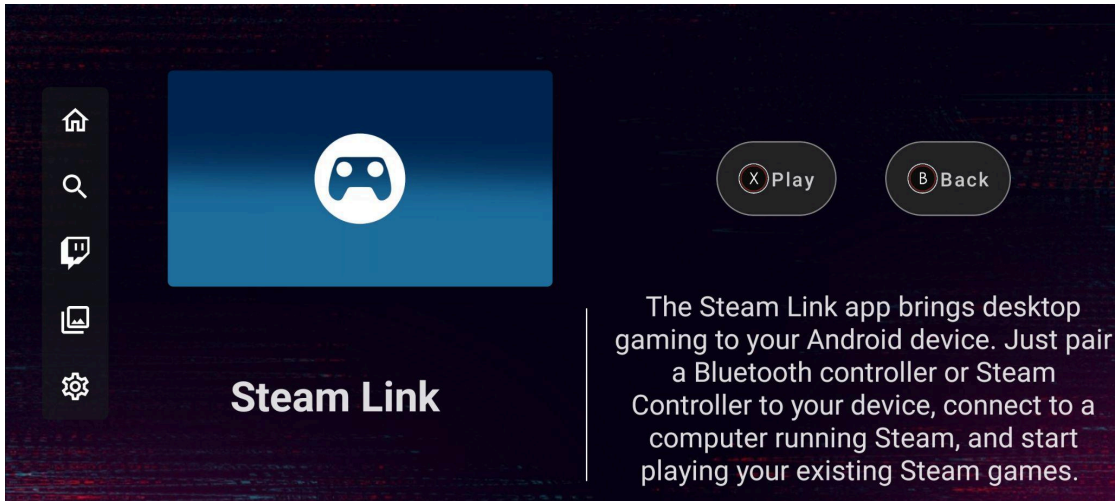 X Play
B Back
Steam Link
The Steam Link app brings desktop
gaming to your Android device. Just pair
a Bluetooth controller or Steam
Controller to your device, connect to a
computer running Steam, and start
playing your existing Steam games.